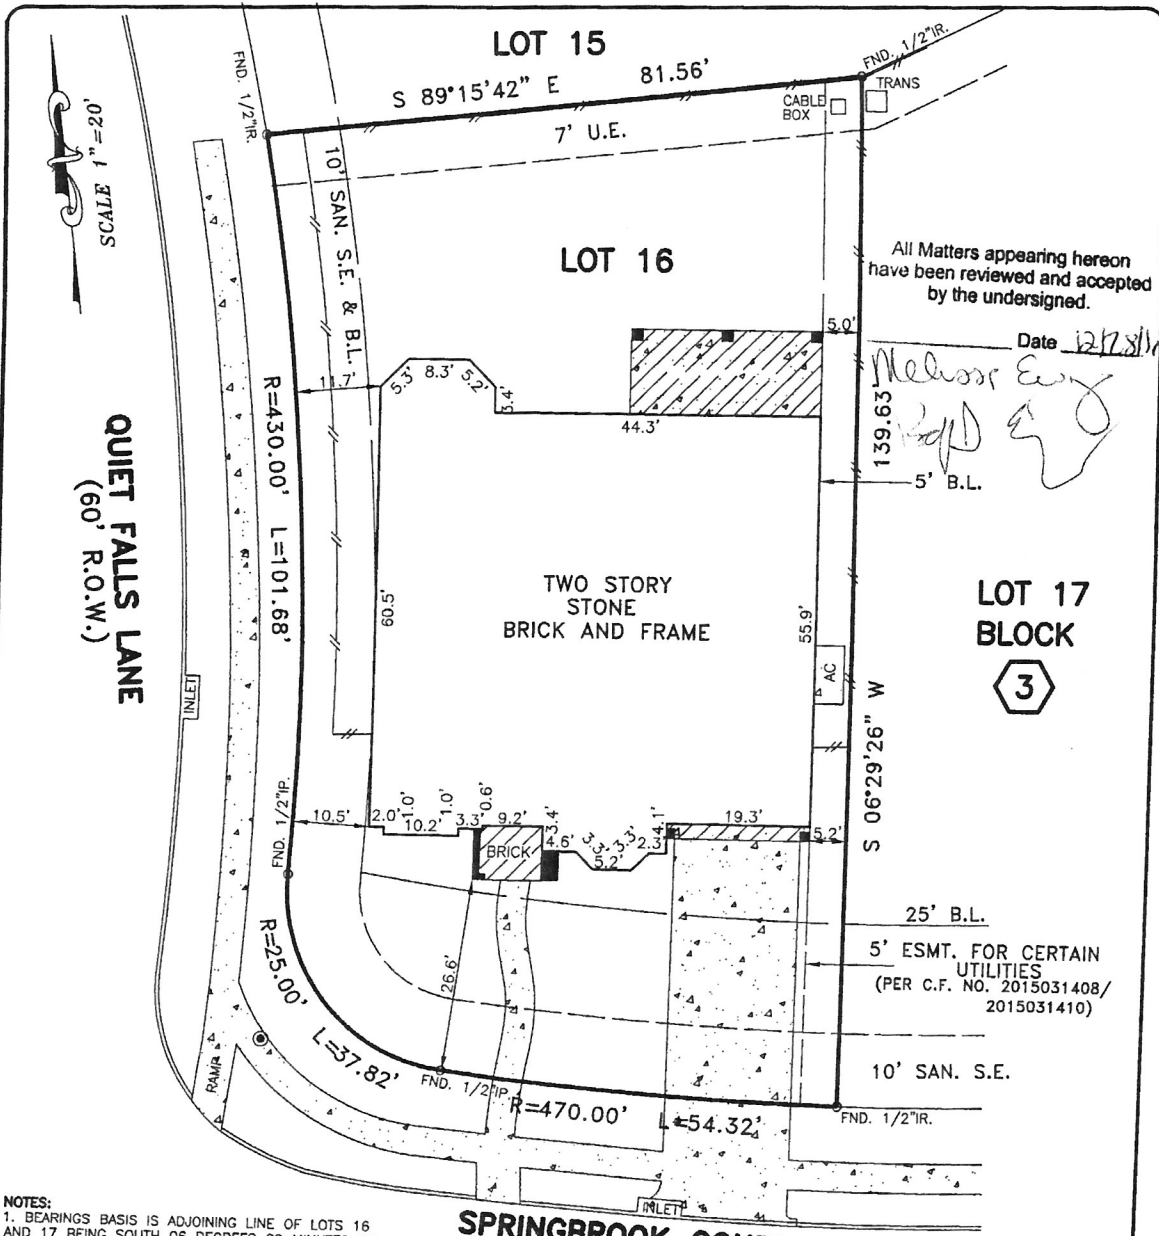 LOT 15
S 89°15'42" E 81.56'
FND. 1/2"IR.
FND. 1/2"IR.
CABLE
BOX
TRANS
7' U.E.
SCALE 1"=20'
10' SAN. S.E. & B.L.
LOT 16
All Matters appearing hereon
have been reviewed and accepted
by the undersigned.
Date
5.0'
11.7'
5.3'
8.3'
5.2'
3.4'
44.3'
139.63'
5' B.L.
R=430.00' L=101.68'
QUIET FALLS LANE
(60' R.O.W.)
60.5'
TWO STORY
STONE
BRICK AND FRAME
55.9'
LOT 17
BLOCK
3
AC
INLET
S 06°29'26" W
FND. 1/2"IP.
10.5'
2.0'
1.0'
10.2'
1.0'
3.3'
0.6'
9.2'
3.4'
4.6'
3.3'
5.2'
3.3'
2.3'
4.1'
19.3'
5.2'
BRICK
25' B.L.
5' ESMT. FOR CERTAIN
UTILITIES
(PER C.F. NO. 2015031408/
2015031410)
26.6'
R=25.00' L=37.82'
10' SAN. S.E.
RAMP
FND. 1/2"IP.
R=470.00' L=54.32'
FND. 1/2"IR.
INLET
NOTES:
1. BEARINGS BASIS IS ADJOINING LINE OF LOTS 16
AND 17 BEING SOUTH 06 DEGREES
SPRINGBROOK